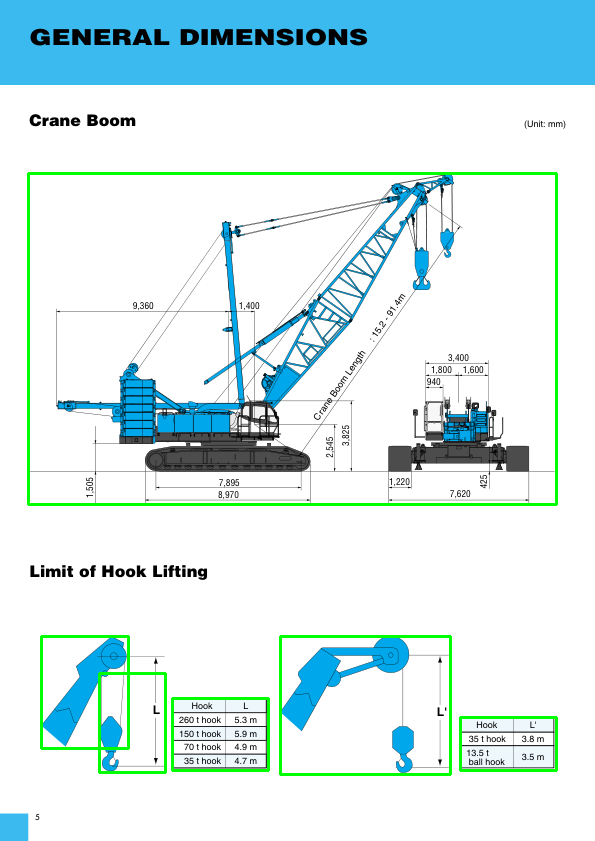 GENERAL DIMENSIONS
Crane Boom
(Unit: mm)
9,360
1,400
Crane Boom Length : 15.2 - 91.4m
3,400
1,800
1,600
940
2,545
3,825
1,505
7,895
8,970
1,220
425
7,620
Limit of Hook Lifting
L
Hook L
260 t hook 5.3 m
150 t hook 5.9 m
70 t hook 4.9 m
35 t hook 4.7 m
L'
Hook L'
35 t hook 3.8 m
13.5 t
ball hook 3.5 m
5